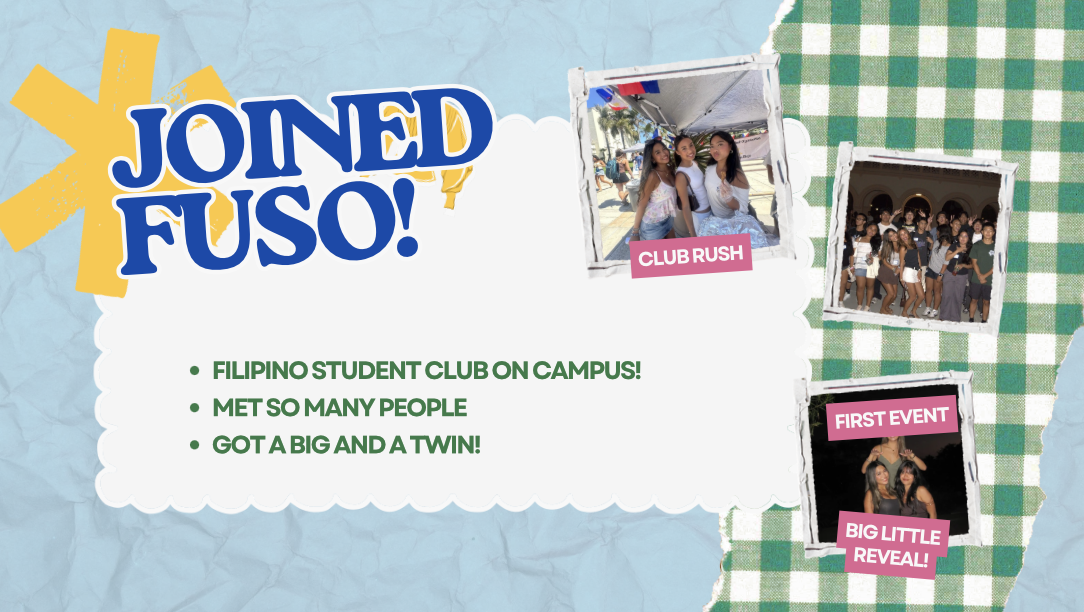 JOINED
FUSO!
CLUB RUSH
FILIPINO STUDENT CLUB ON CAMPUS!
MET SO MANY PEOPLE
GOT A BIG AND A TWIN!
FIRST EVENT
BIG LITTLE
REVEAL!